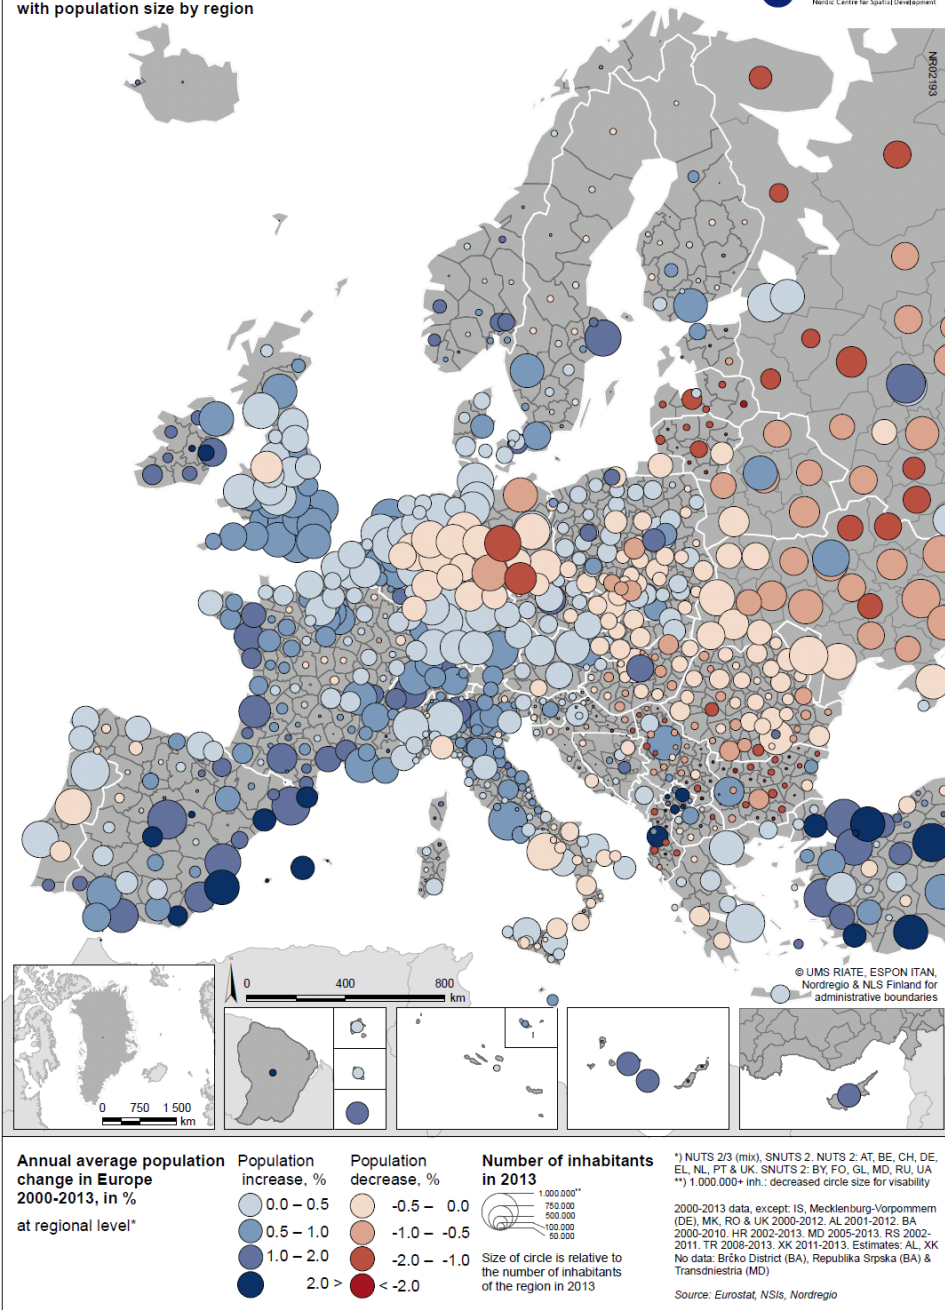 with population size by region
Nordic Centre for Spatial Development
NR02193
© UMS RIATE, ESPON ITAN,
Nordregio & NLS Finland for
administrative boundaries
N
0 400 800
km
0 750 1 500
km
Annual average population
change in Europe
2000-2013, in %
at regional level*
Population
increase, %
0.0 – 0.5
0.5 – 1.0
1.0 – 2.0
2.0 >
Population
decrease, %
-0.5 – 0.0
-1.0 – -0.5
-2.0 – -1.0
< -2.0
Number of inhabitants
in 2013
1.000.000**
750.000
500.000
100.000
50.000
Size of circle is relative to
the number of inhabitants
of the region in 2013
*) NUTS 2/3 (mix), SNUTS 2. NUTS 2: AT, BE, CH, DE,
EL, NL, PT & UK. SNUTS 2: BY, FO, GL, MD, RU, UA
**) 1.000.000+ inh.: decreased circle size for visability
2000-2013 data, except: IS, Mecklenburg-Vorpommern
(DE), MK, RO & UK 2000-2012. AL 2001-2012. BA
2000-2010. HR 2002-2013. MD 2005-2013. RS 2002-
2011. TR 2008-2013. XK 2011-2013. Estimates: AL, XK
No data: Brčko District (BA), Republika Srpska (BA) &
Transdniestria (MD)
Source: Eurostat, NSIs, Nordregio